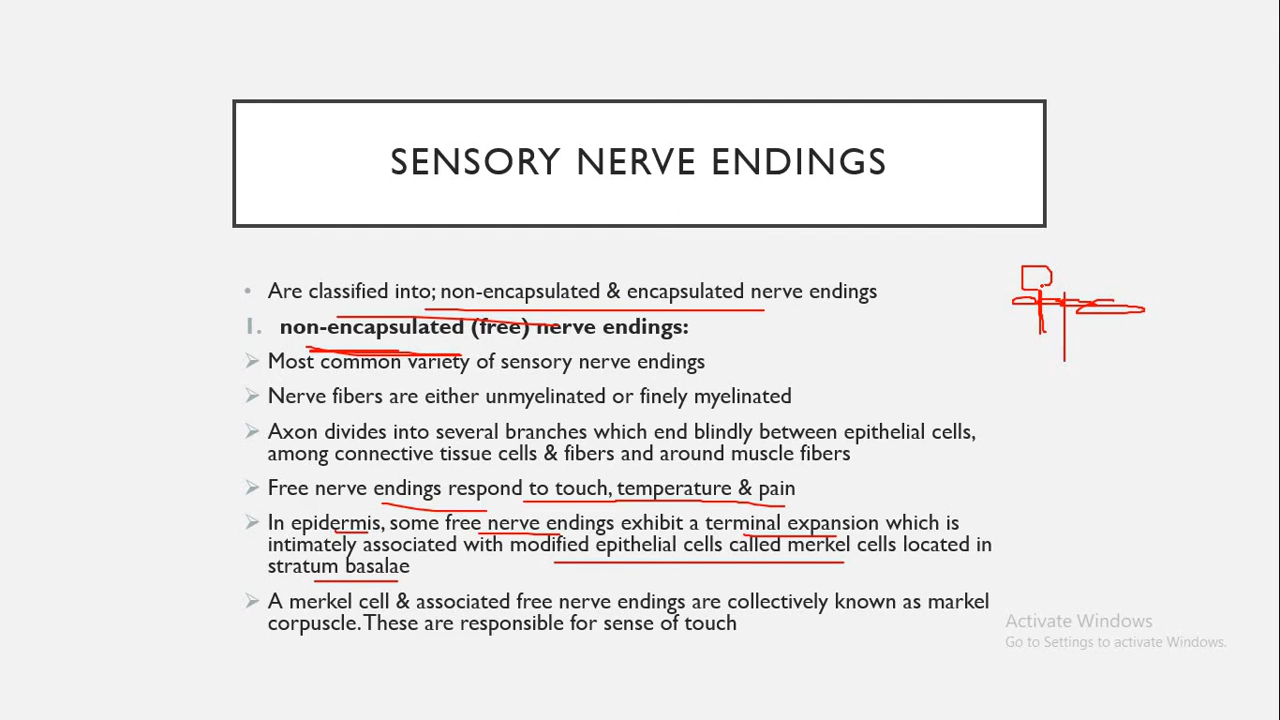 SENSORY NERVE ENDINGS
• Are classified into; non-encapsulated & encapsulated nerve endings
I. non-encapsulated (free) nerve endings:
Most common variety of sensory nerve endings
Nerve fibers are either unmyelinated or finely myelinated
Axon divides into several branches which end blindly between epithelial cells,
among connective tissue cells & fibers and around muscle fibers
Free nerve endings respond to touch, temperature & pain
In epidermis, some free nerve endings exhibit a terminal expansion which is
intimately associated with modified epithelial cells called merkel cells located in
stratum basalae
A merkel cell & associated free nerve endings are collectively known as markel
corpuscle. These are responsible for sense of touch
Activate Windows
Go to Settings to activate Windows.